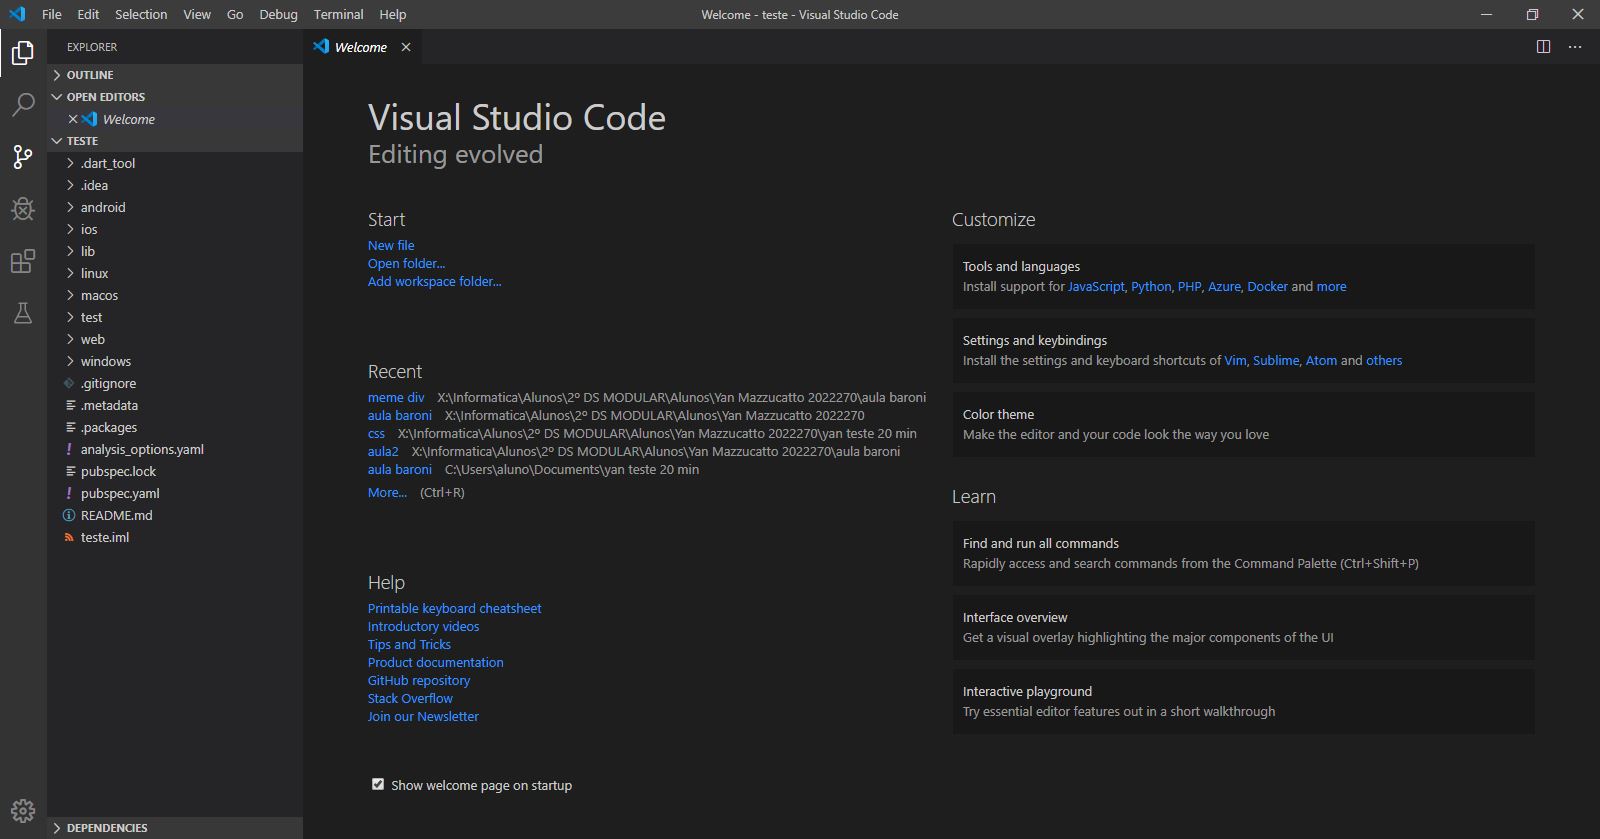 File Edit Selection View Go Debug Terminal Help
Welcome - teste - Visual Studio Code
EXPLORER
OUTLINE
OPEN EDITORS
Welcome
TESTE
.dart_tool
.idea
android
ios
lib
linux
macos
test
web
windows
.gitignore
.metadata
.packages
analysis_options.yaml
pubspec.lock
pubspec.yaml
README.md
teste.iml
DEPENDENCIES
Welcome
Visual Studio Code
Editing evolved
Start
New file
Open folder...
Add workspace folder...
Recent
meme div X:\Informatica\Alunos\2º DS MODULAR\Alunos\Yan Mazzucatto 2022270\aula baroni
aula baroni X:\Informatica\Alunos\2º DS MODULAR\Alunos\Yan Mazzucatto 2022270
css X:\Informatica\Alunos\2º DS MODULAR\Alunos\Yan Mazzucatto 2022270\yan teste 20 min
aula2 X:\Informatica\Alunos\2º DS MODULAR\Alunos\Yan Mazzucatto 2022270\aula baroni
aula baroni C:\Users\aluno\Documents\yan teste 20 min
More... (Ctrl+R)
Help
Printable keyboard cheatsheet
Introductory videos
Tips and Tricks
Product documentation
GitHub repository
Stack Overflow
Join our Newsletter
Show welcome page on startup
Customize
Tools and languages
Install support for JavaScript, Python, PHP, Azure, Docker and more
Settings and keybindings
Install the settings and keyboard shortcuts of Vim, Sublime, Atom and others
Color theme
Make the editor and your code look the way you love
Learn
Find and run all commands
Rapidly access and search commands from the Command Palette (Ctrl+Shift+P)
Interface overview
Get a visual overlay highlighting the major components of the UI
Interactive playground
Try essential editor features out in a short walkthrough